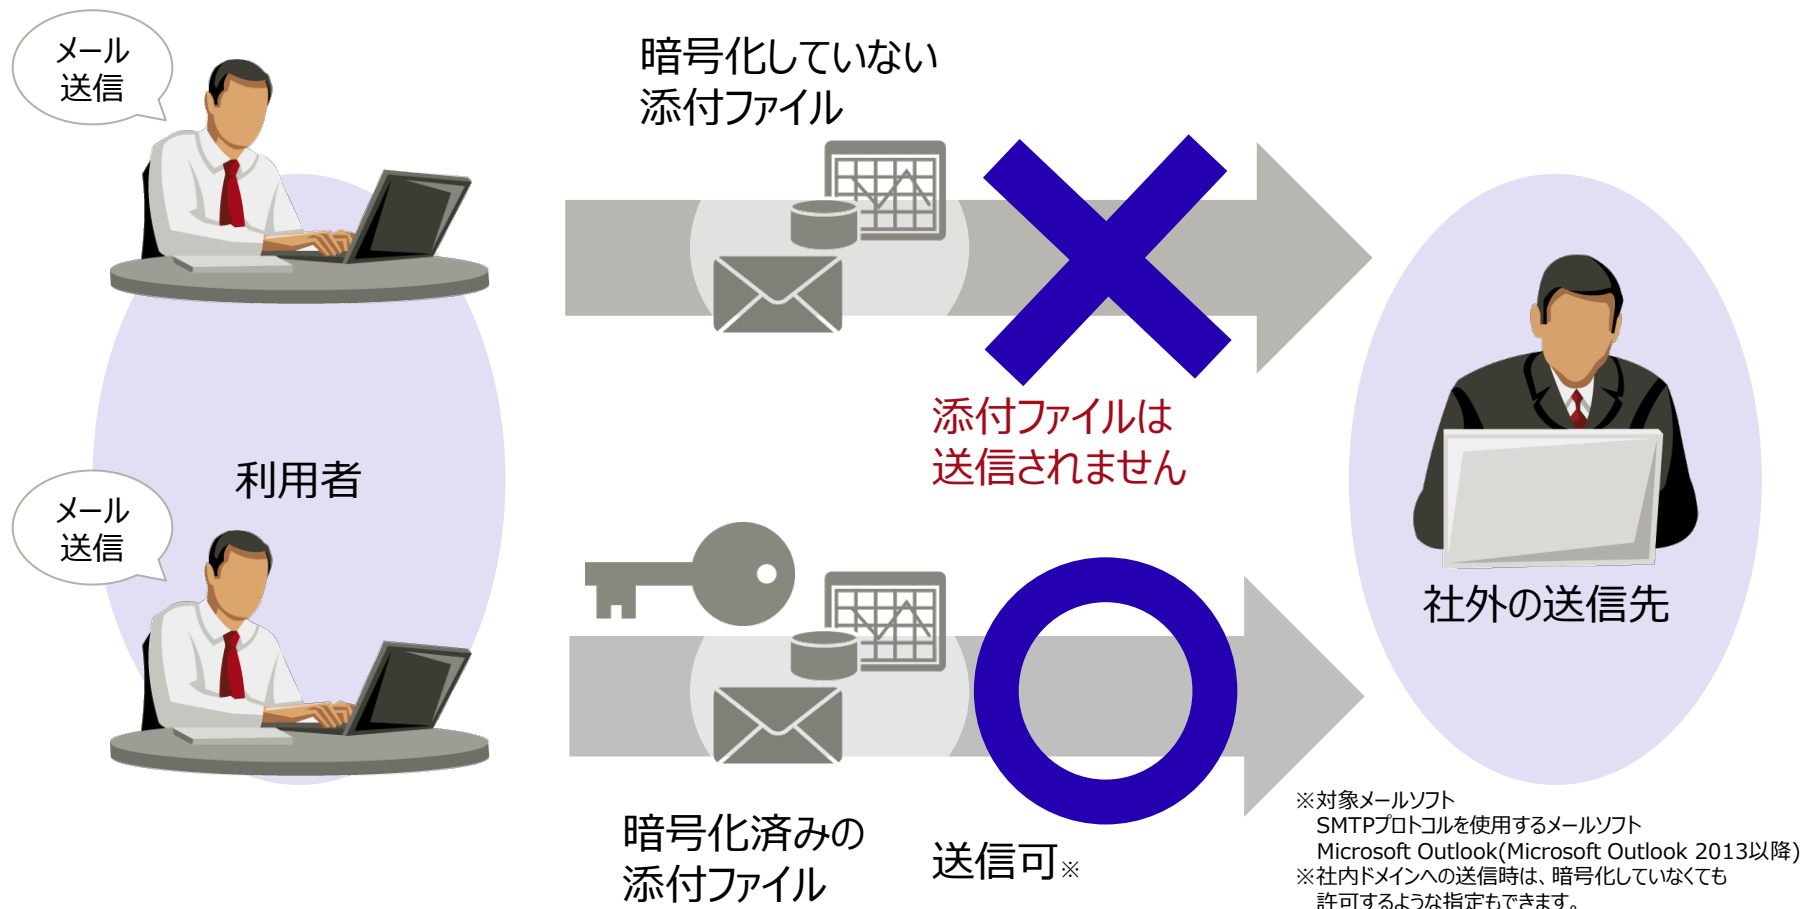 メール
送信
暗号化していない
添付ファイル
添付ファイルは
送信されません
利用者
メール
送信
社外の送信先
暗号化済みの
添付ファイル
送信可※
※対象メールソフト
SMTPプロトコルを使用するメールソフト
Microsoft Outlook(Microsoft Outlook 2013以降)
※社内ドメインへの送信時は、暗号化していなくても
許可するような指定もできます。